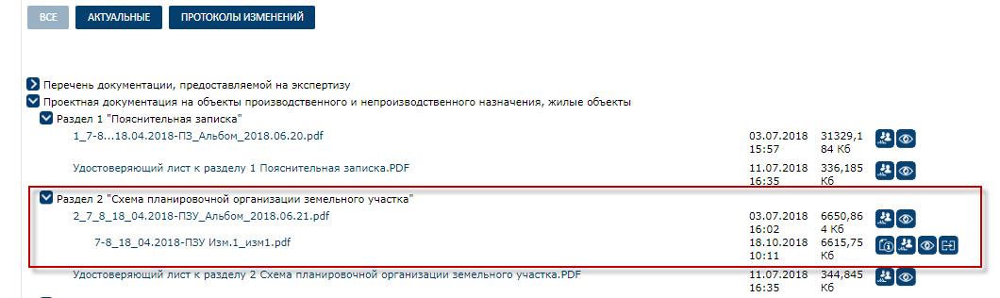 ВСЕ АКТУАЛЬНЫЕ ПРОТОКОЛЫ ИЗМЕНЕНИЙ
Перечень документации, предоставляемой на экспертизу
Проектная документация на объекты производственного и непроизводственного назначения, жилые объекты
Раздел 1 "Пояснительная записка"
1_7-8...18.04.2018-ПЗ_Альбом_2018.06.20.pdf 03.07.2018 31329,1
15:57 84 Кб
Удостоверяющий лист к разделу 1 Пояснительная записка.PDF 11.07.2018 336,185
16:35 Кб
Раздел 2 "Схема планировочной организации земельного участка"
2_7_8_18_04.2018-ПЗУ_Альбом_2018.06.21.pdf 03.07.2018 6650,86
16:02 4 Кб
7-8_18_04.2018-ПЗУ Изм.1_изм1.pdf 18.10.2018 6615,75
10:11 Кб
Удостоверяющий лист к разделу 2 Схема планировочной организации земельного участка.PDF 11.07.2018 344,845
16:35 Кб